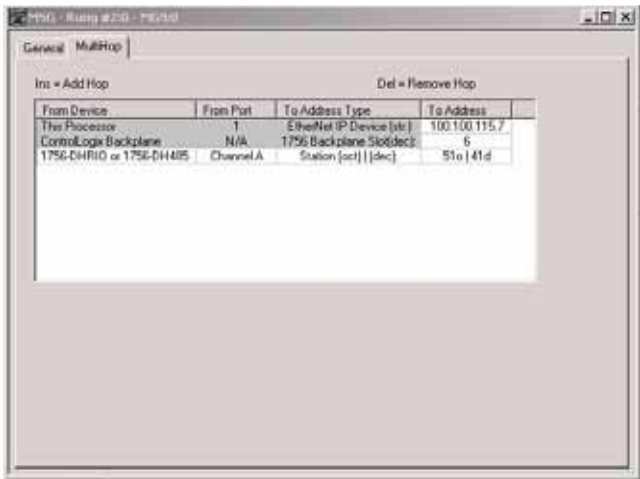 MSG - Rung #2:0 - MG9:0
General MultiHop
Ins = Add Hop Del = Remove Hop
From Device From Port To Address Type To Address
This Processor 1 EtherNet IP Device (str): 100.100.115.7
ControlLogix Backplane N/A 1756 Backplane Slot(dec): 6
1756-DHRIO or 1756-DH485 Channel A Station (oct) | (dec): 51o | 41d